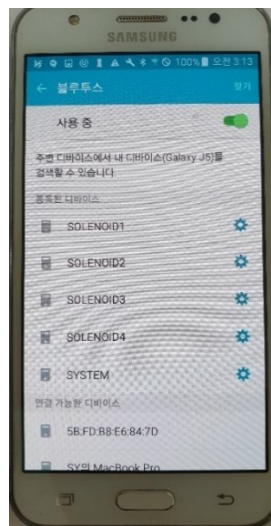 SAMSUNG
100% 오전 3:13
블루투스
찾기
사용 중
주변 디바이스에서 내 디바이스(Galaxy J5)를
검색할 수 있습니다.
등록된 디바이스
SOLENOID1
SOLENOID2
SOLENOID3
SOLENOID4
SYSTEM
연결 가능한 디바이스
5B:FD:B8:E6:84:7D
SY의 MacBook Pro